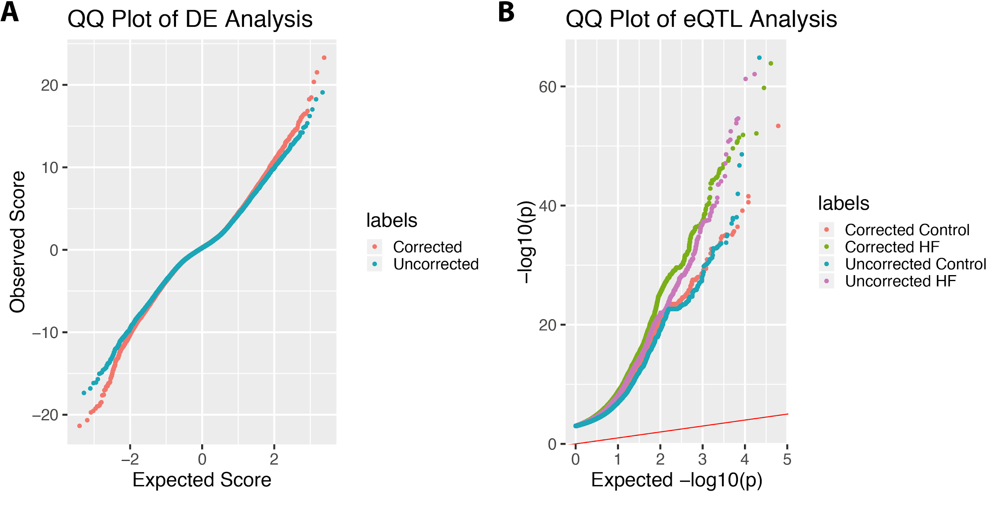 A
QQ Plot of DE Analysis
Observed Score
20
10
0
−10
−20
−2
0
2
Expected Score
labels
Corrected
Uncorrected
B
QQ Plot of eQTL Analysis
−log10(p)
60
40
20
0
0
1
2
3
4
5
Expected −log10(p)
labels
Corrected Control
Corrected HF
Uncorrected Control
Uncorrected HF